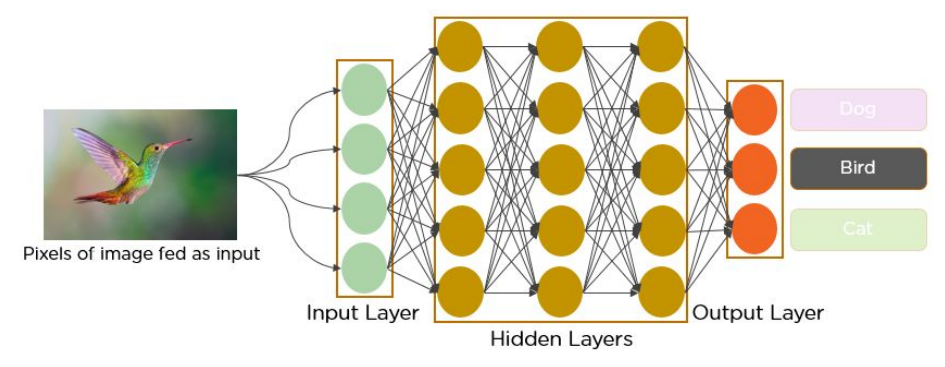 Dog
Bird
Cat
Pixels of image fed as input
Input Layer
Output Layer
Hidden Layers